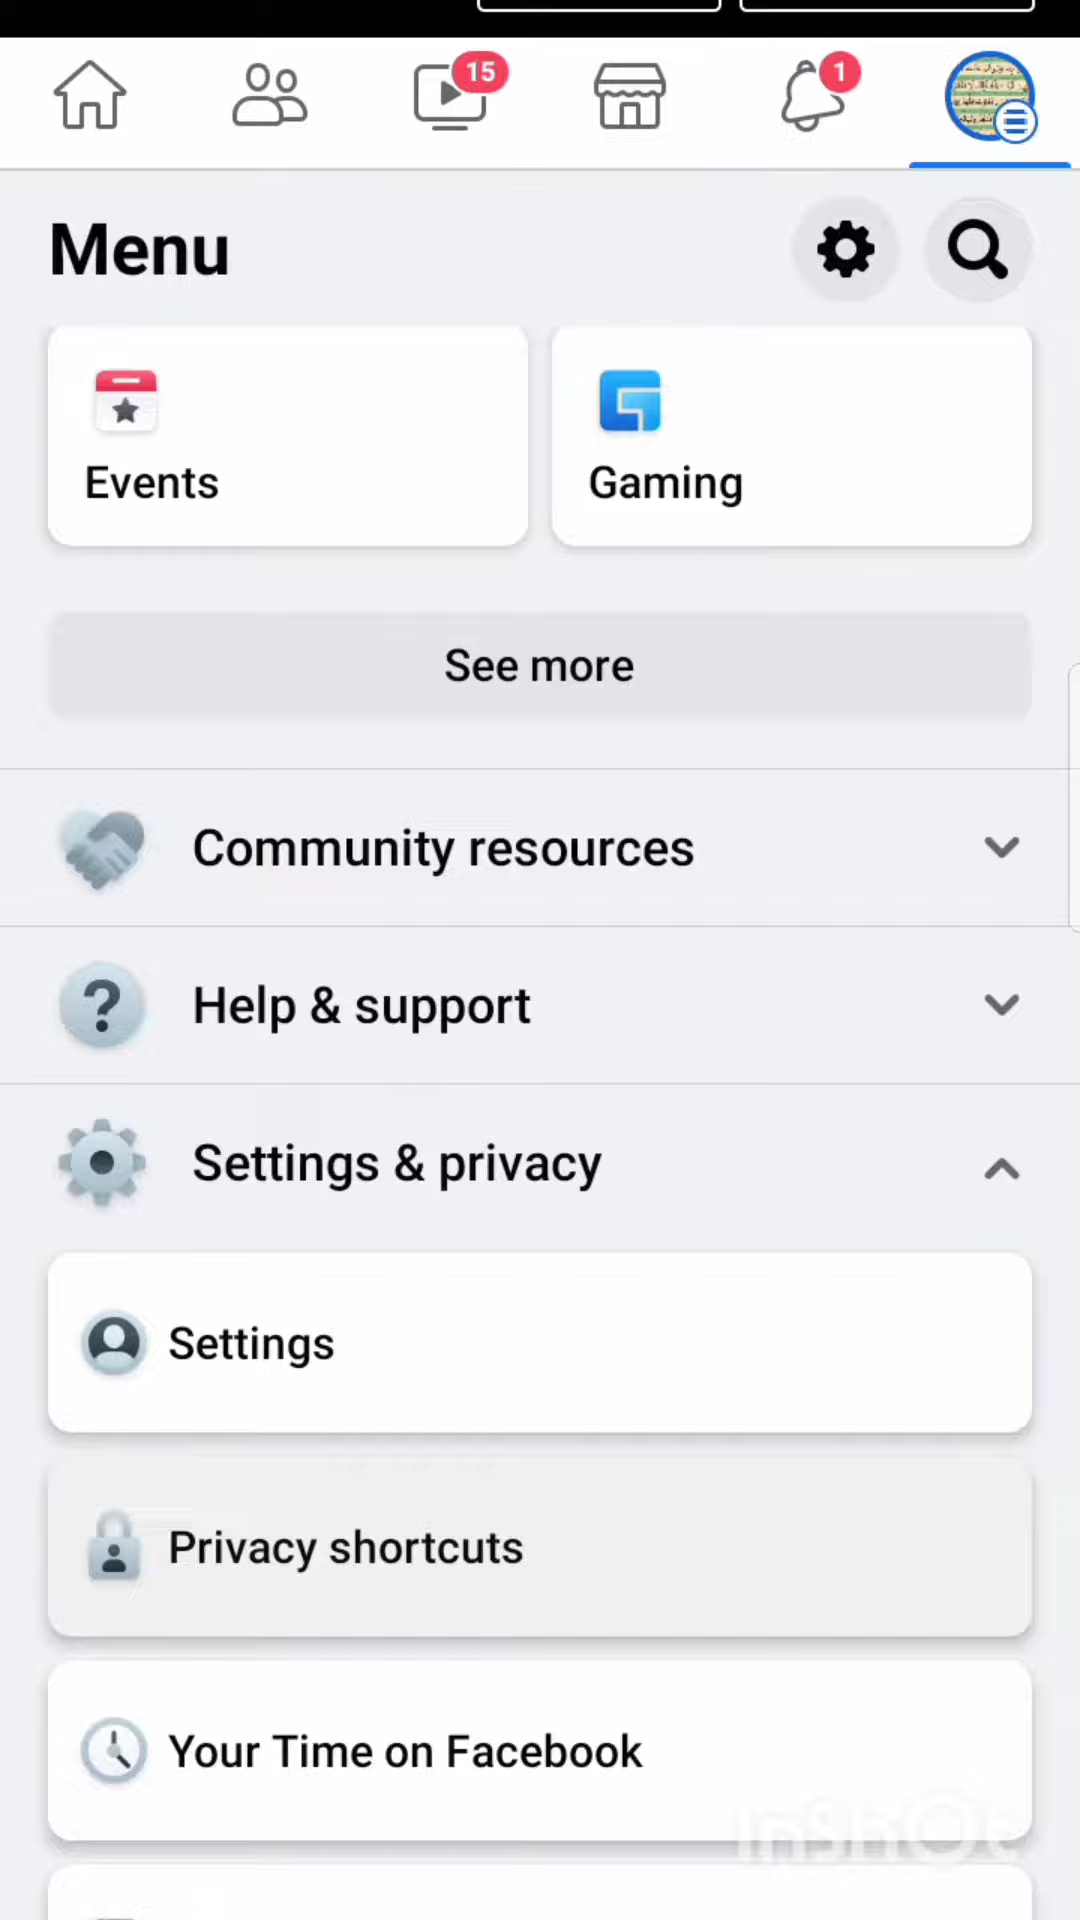 15
1
Menu
Events
Gaming
See more
Community resources
Help & support
Settings & privacy
Settings
Privacy shortcuts
Your Time on Facebook
InShOt